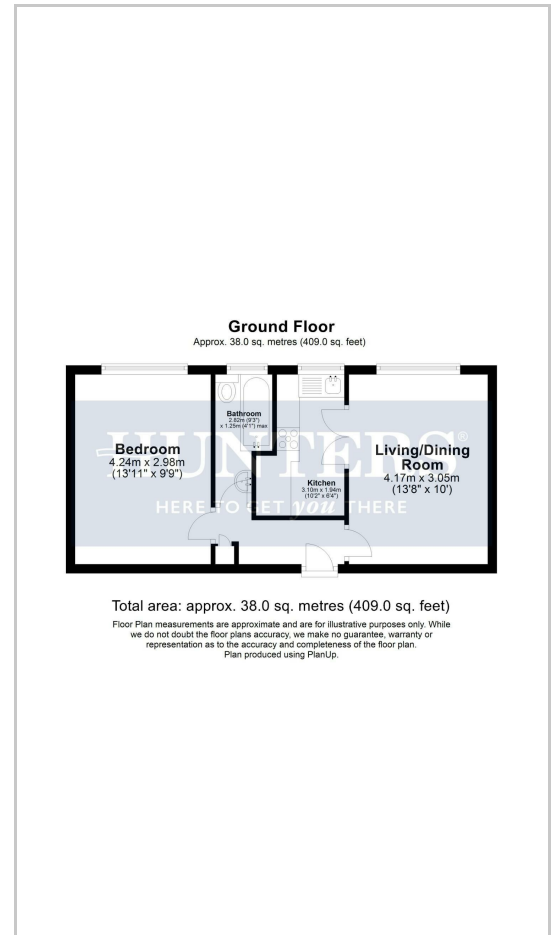 Ground Floor
Approx. 38.0 sq. metres (409.0 sq. feet)
Bathroom
2.82m (9'3")
x 1.25m (4'1") max
Bedroom
4.24m x 2.98m
(13'11" x 9'9")
HUNTERS®
HERE TO GET you THERE
Kitchen
3.10m x 1.94m
(10'2" x 6'4")
Living/Dining
Room
4.17m x 3.05m
(13'8" x 10')
Total area: approx. 38.0 sq. metres (409.0 sq. feet)
Floor Plan measurements are approximate and are for illustrative purposes only. While
we do not doubt the floor plans accuracy, we make no guarantee, warranty or
representation as to the accuracy and completeness of the floor plan.
Plan produced using PlanUp.